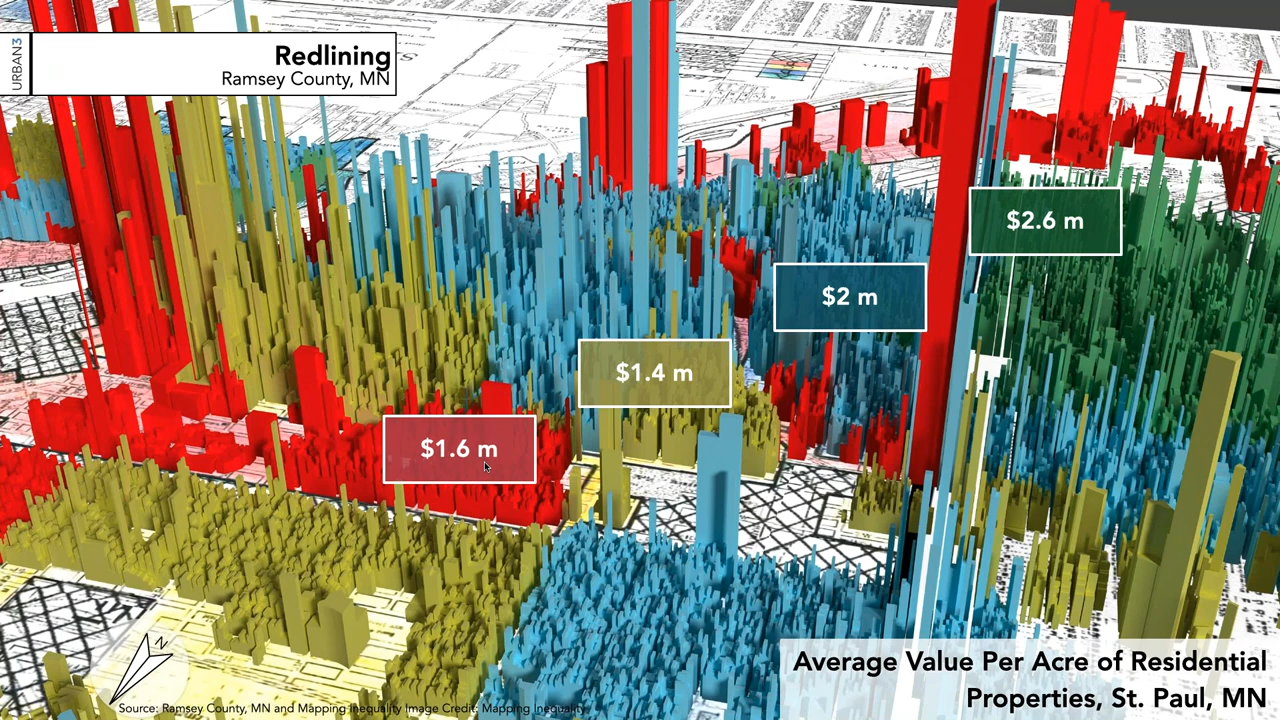 URBAN3
Redlining
Ramsey County, MN
$2.6 m
$2 m
$1.4 m
$1.6 m
N
Average Value Per Acre of Residential
Properties, St. Paul, MN
Source: Ramsey County, MN and Mapping Inequality Image Credit: Mapping Inequality